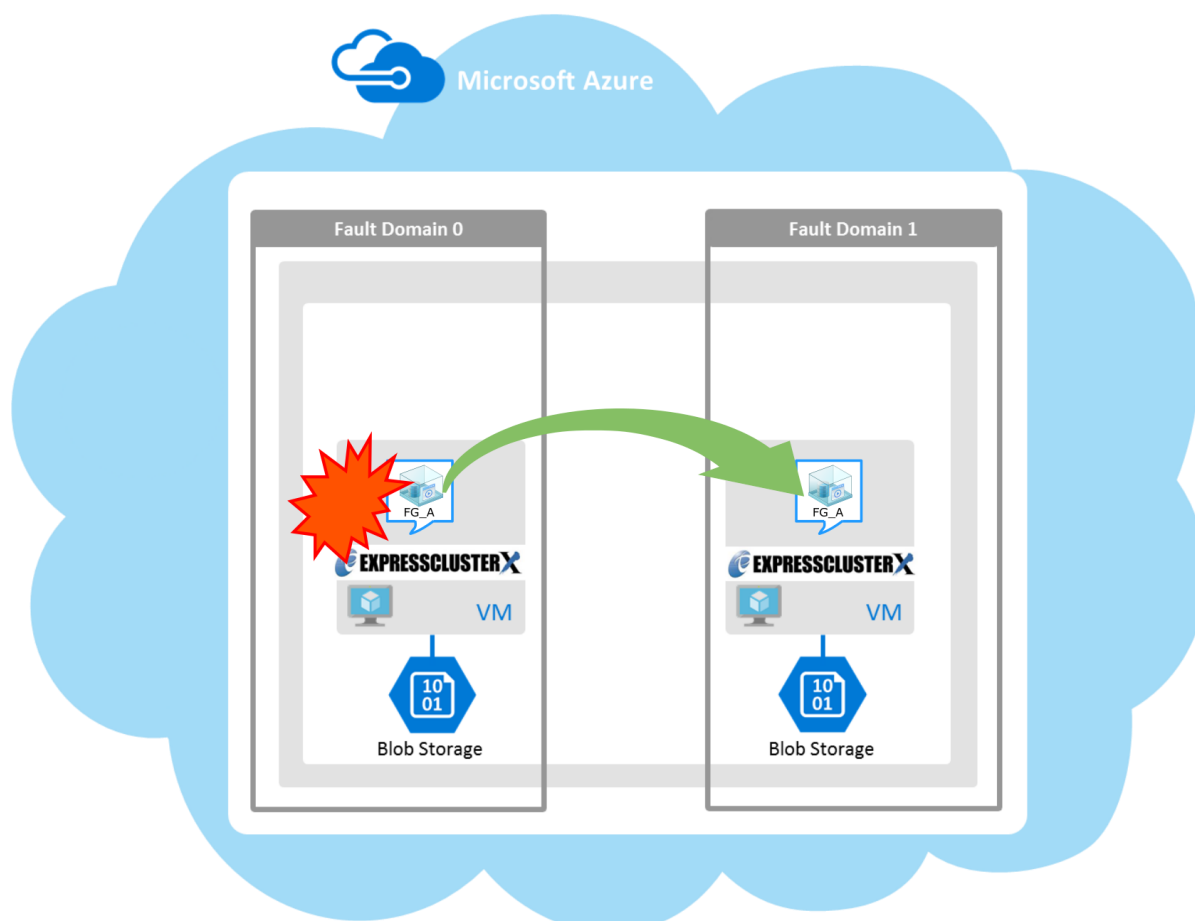 Microsoft Azure
Fault Domain 0
Fault Domain 1
FG_A
FG_A
EXPRESSCLUSTER X
EXPRESSCLUSTER X
VM
VM
10
01
10
01
Blob Storage
Blob Storage